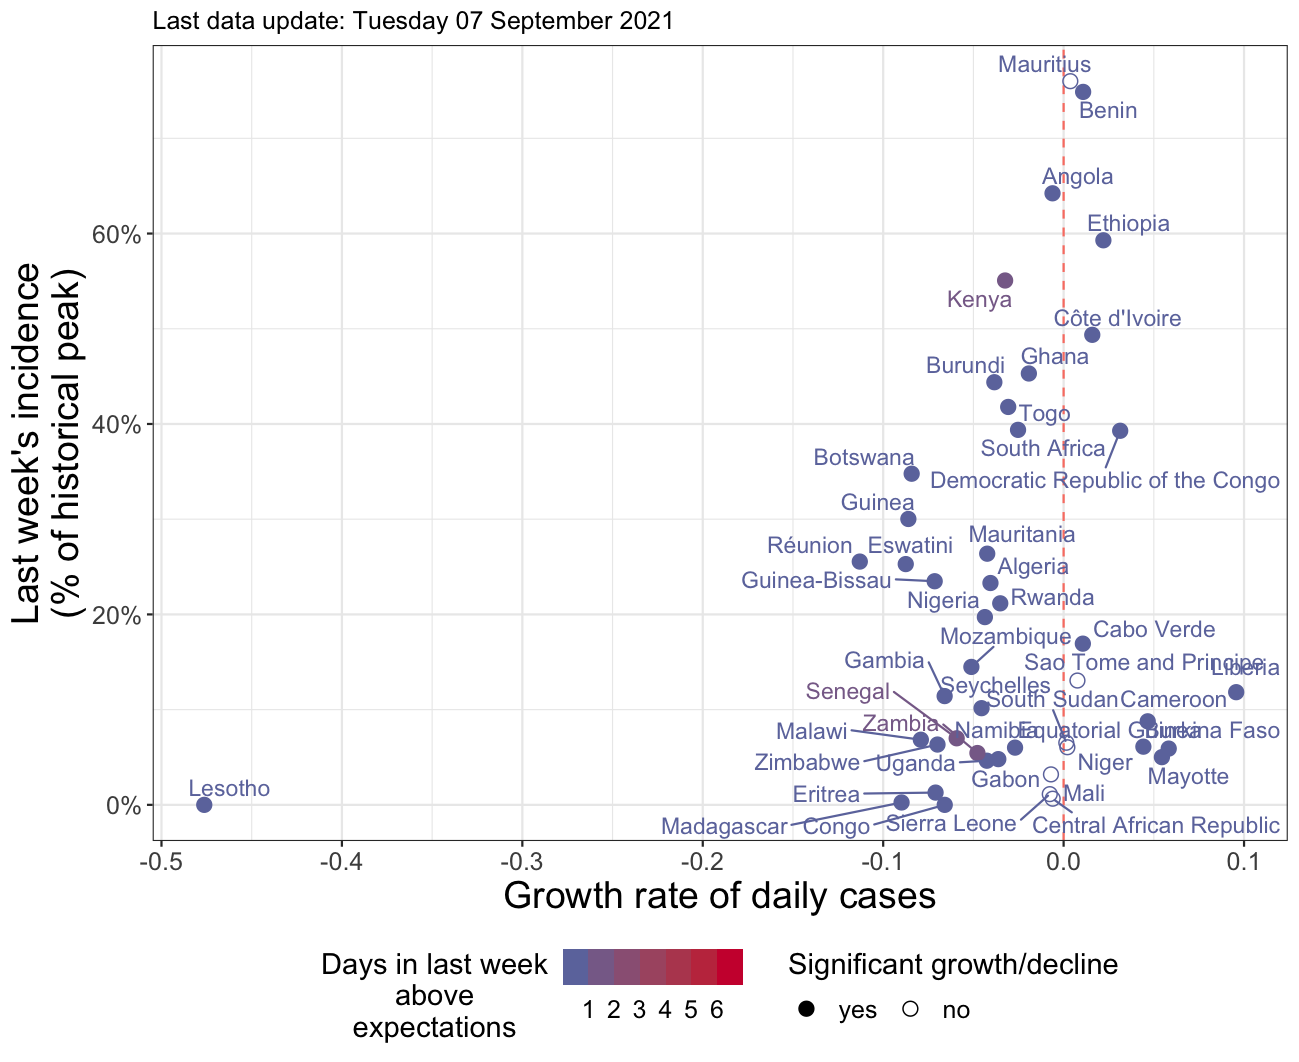 Last data update: Tuesday 07 September 2021
Last week's incidence
(% of historical peak)
60%
40%
20%
0%
Mauritius
Benin
Angola
Ethiopia
Kenya
Côte d'Ivoire
Ghana
Burundi
Togo
South Africa
Botswana
Democratic Republic of the Congo
Guinea
Mauritania
Réunion
Eswatini
Algeria
Guinea-Bissau
Nigeria
Rwanda
Cabo Verde
Mozambique
Gambia
Sao Tome and Principe
Liberia
Senegal
Seychelles
South Sudan
Cameroon
Zambia
Malawi
Namibia
Equatorial Guinea
Burkina Faso
Zimbabwe
Uganda
Niger
Gabon
Mayotte
Lesotho
Eritrea
Mali
Madagascar
Congo
Sierra Leone
Central African Republic
-0.5
-0.4
-0.3
-0.2
-0.1
0.0
0.1
Growth rate of daily cases
Days in last week
above
expectations
1 2 3 4 5 6
Significant growth/decline
yes
no